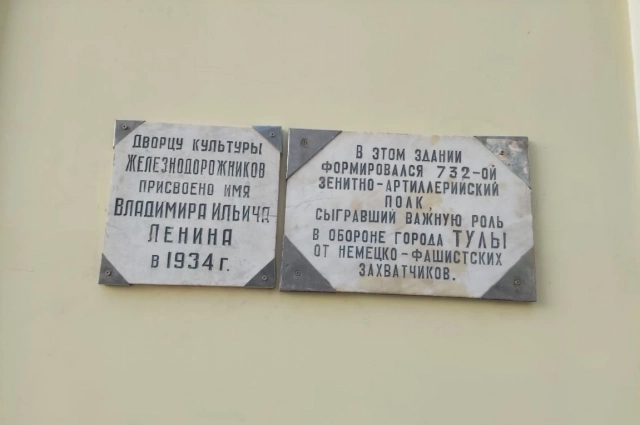 Дворцу культуры
железнодорожников
присвоено имя
Владимира Ильича
Ленина
в 1934 г.
В этом здании
формировался 732-ой
зенитно-артиллерийский
полк,
сыгравший важную роль
в обороне города Тулы
от немецко-фашистских
захватчиков.